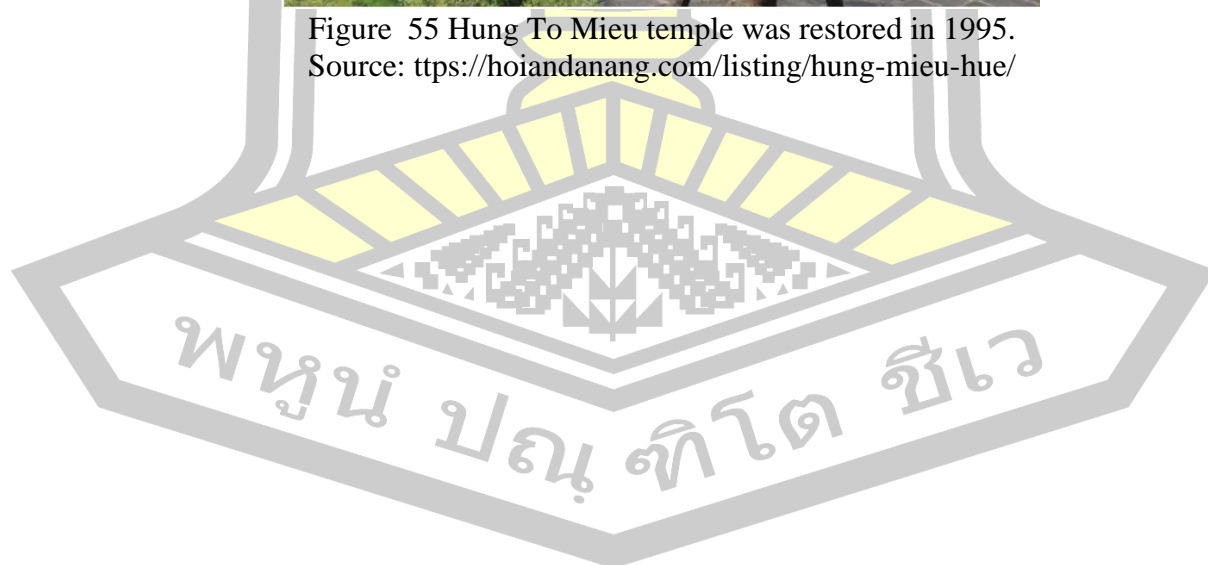 Figure 55 Hung To Mieu temple was restored in 1995.
Source: ttps://hoiandanang.com/listing/hung-mieu-hue/
พหูนํ ปณฺฑิโต ชีเว